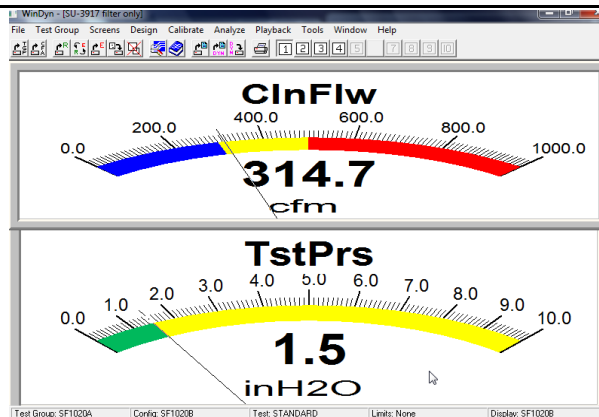 WinDyn - [SU-3917 filter only]
File Test Group Screens Design Calibrate Analyze Playback Tools Window Help
1 2 3 4 5 7 8 9 10
ClnFlw
0.0 200.0 400.0 600.0 800.0 1000.0
314.7
cfm
TstPrs
0.0 1.0 2.0 3.0 4.0 5.0 6.0 7.0 8.0 9.0 10.0
1.5
inH2O
Test Group: SF1020A Config: SF1020B Test: STANDARD Limits: None Display: SF1020B